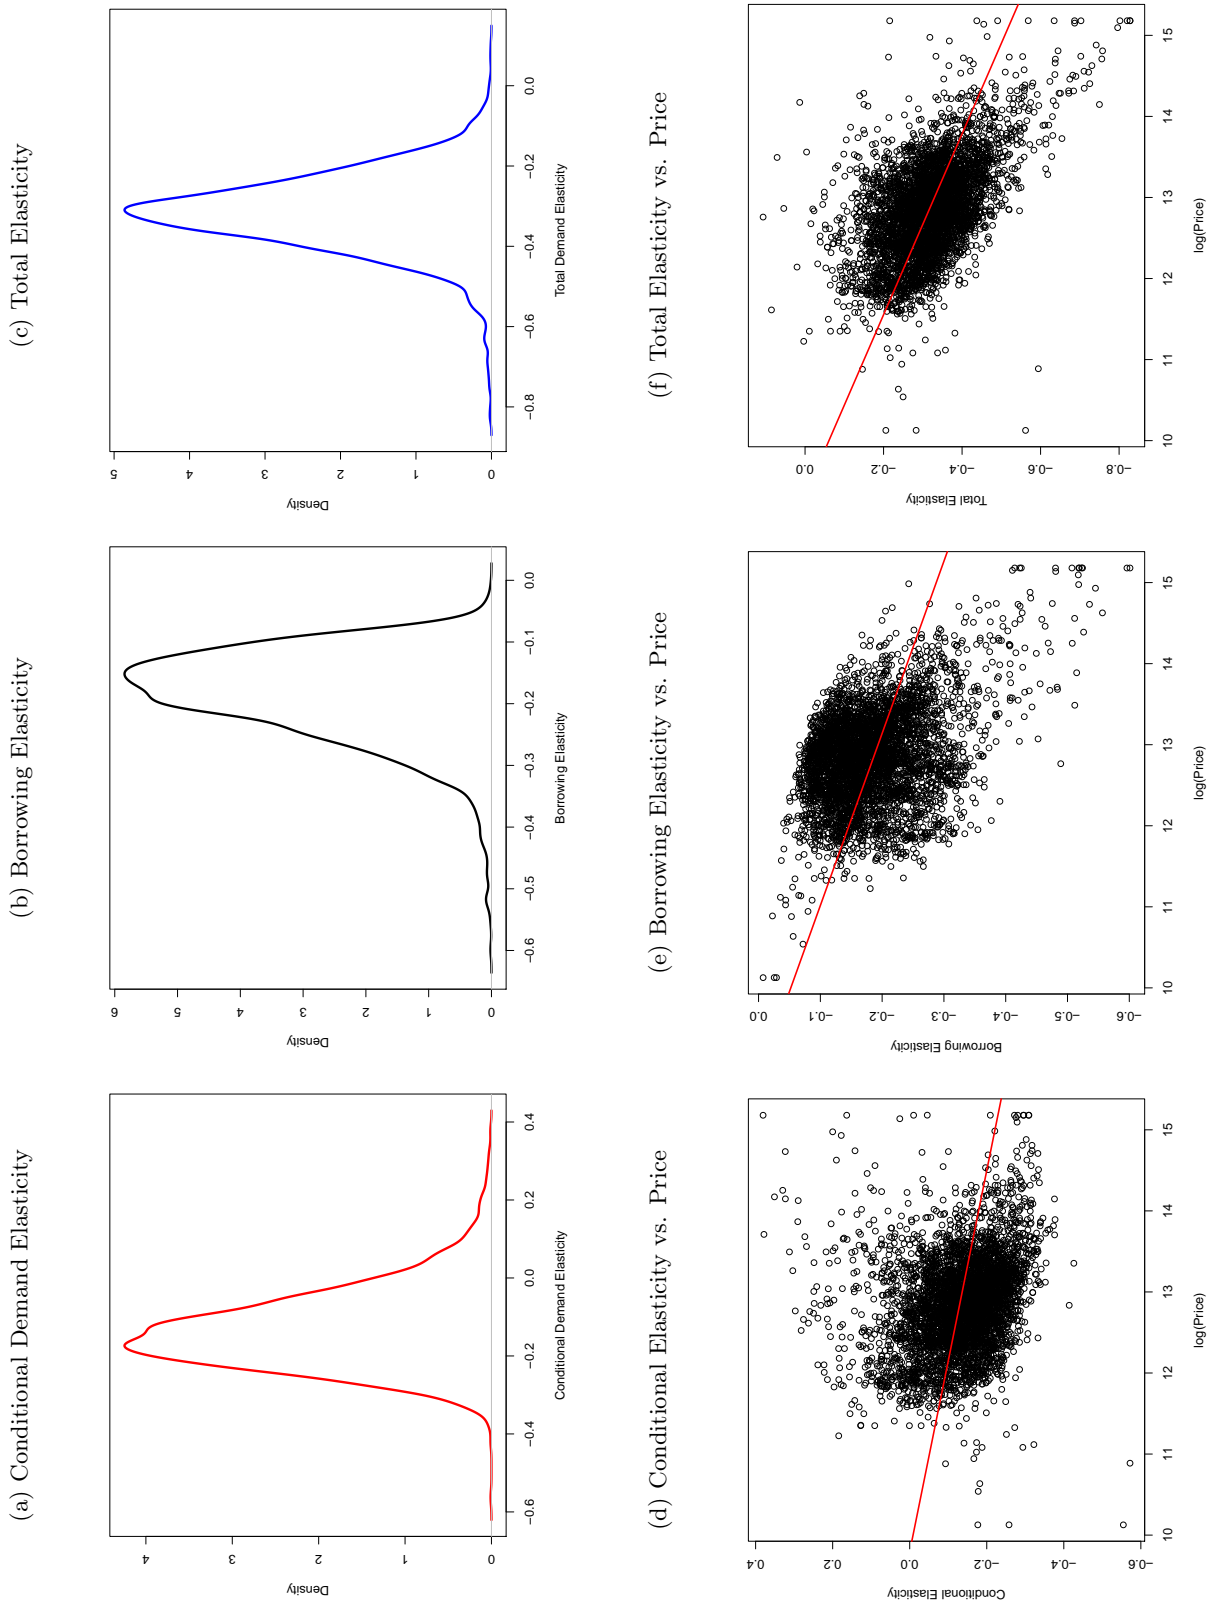 (a) Conditional Demand Elasticity
Density
0 1 2 3 4
−0.6 −0.4 −0.2 0.0 0.2 0.4
Conditional Demand Elasticity
(b) Borrowing Elasticity
Density
0 1 2 3 4 5 6
−0.6 −0.5 −0.4 −0.3 −0.2 −0.1 0.0
Borrowing Elasticity
(c) Total Elasticity
Density
0 1 2 3 4 5
−0.8 −0.6 −0.4 −0.2 0.0
Total Demand Elasticity
(d) Conditional Elasticity vs. Price
Conditional Elasticity
−0.6 −0.4 −0.2 0.0 0.4
10 11 12 13 14 15
log(Price)
(e) Borrowing Elasticity vs. Price
Borrowing Elasticity
−0.6 −0.5 −0.4 −0.3 −0.2 −0.1 0.0
10 11 12 13 14 15
log(Price)
(f) Total Elasticity vs. Price
Total Elasticity
−0.8 −0.6 −0.4 −0.2 0.0
10 11 12 13 14 15
log(Price)